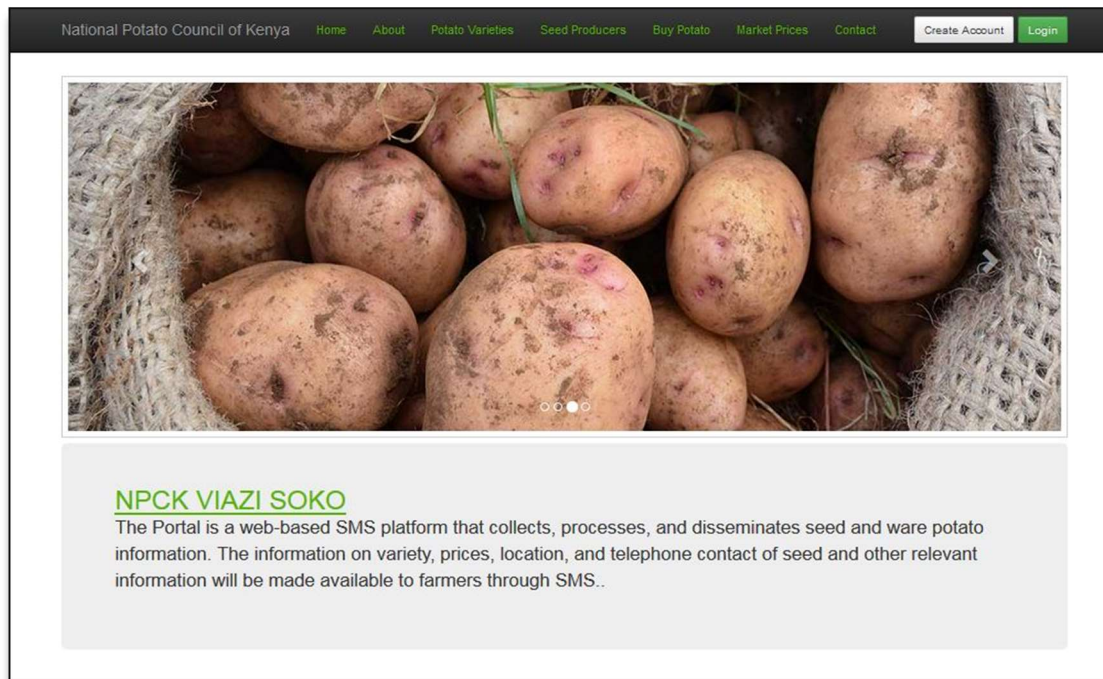 National Potato Council of Kenya Home About Potato Varieties Seed Producers Buy Potato Market Prices Contact Create Account Login
NPCK VIAZI SOKO
The Portal is a web-based SMS platform that collects, processes, and disseminates seed and ware potato
information. The information on variety, prices, location, and telephone contact of seed and other relevant
information will be made available to farmers through SMS..